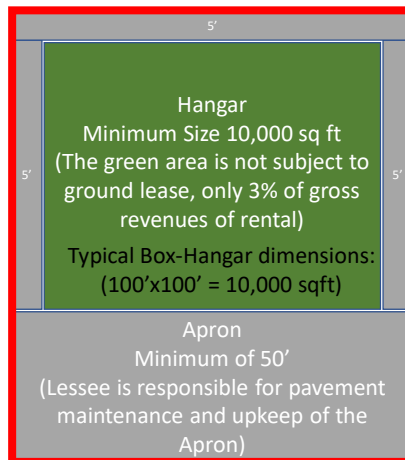 5'
Hangar
Minimum Size 10,000 sq ft
(The green area is not subject to
5' ground lease, only 3% of gross 5'
revenues of rental)
Typical Box-Hangar dimensions:
(100'x100' = 10,000 sqft)
Apron
Minimum of 50'
(Lessee is responsible for pavement
maintenance and upkeep of the
Apron)